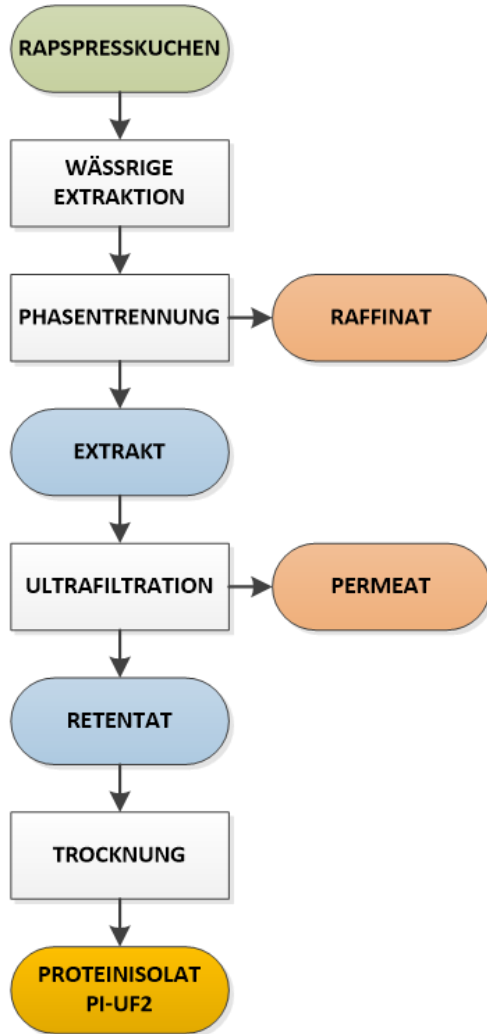 RAPSPRESSKUCHEN
WÄSSRIGE
EXTRAKTION
PHASENTRENNUNG
RAFFINAT
EXTRAKT
ULTRAFILTRATION
PERMEAT
RETENTAT
TROCKNUNG
PROTEINISOLAT
PI-UF2